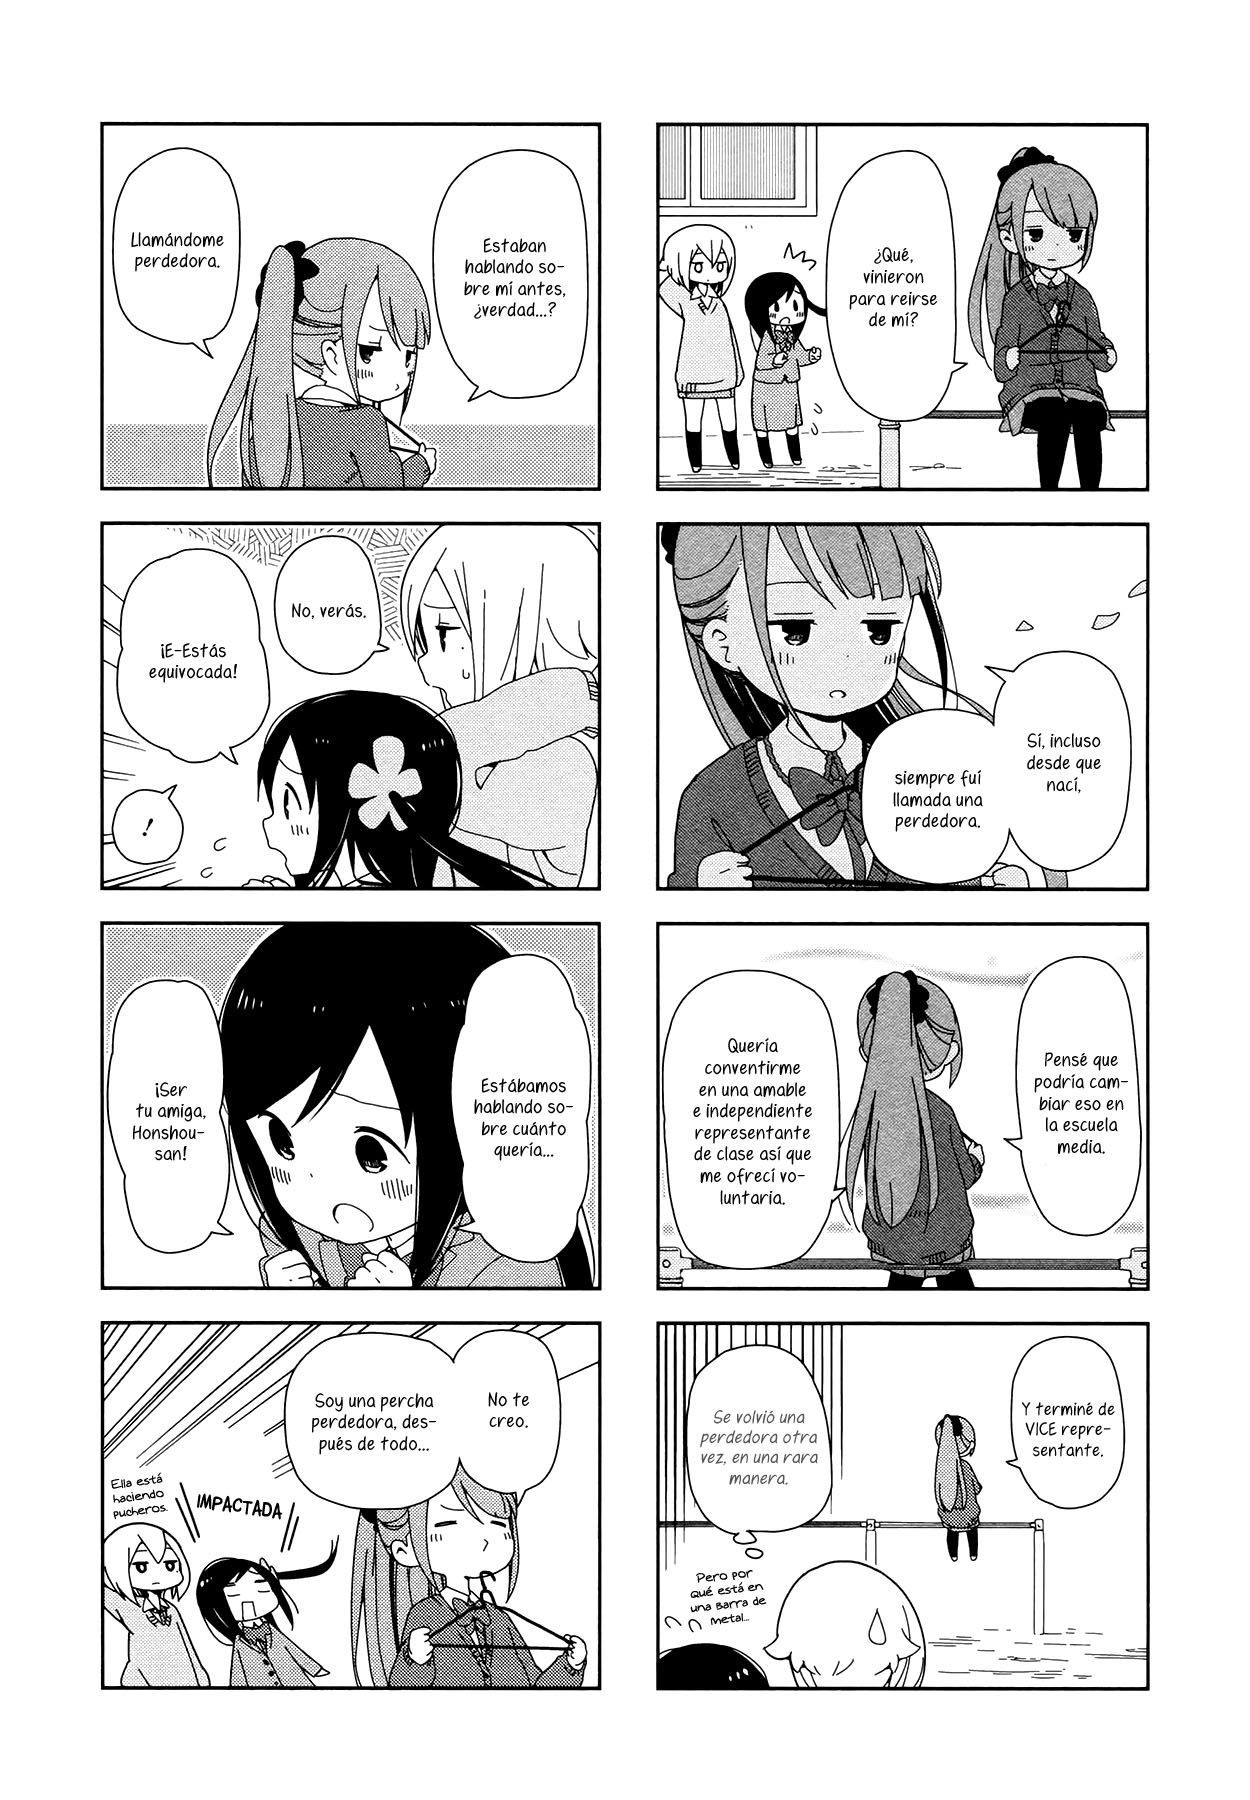 ¿Qué,
vinieron
para reirse
de mí?
Sí, incluso
desde que
nací,
siempre fuí
llamada una
perdedora.
Pensé que
podría cam-
biar eso en
la escuela
media.
Quería
conventirme
en una amable
e independiente
representante
de clase así que
me ofrecí vo-
luntaria.
Y terminé de
VICE repre-
sentante.
Se volvió una
perdedora otra
vez, en una rara
manera.
Pero por
qué está en
una barra de
metal...
Estaban
hablando so-
bre mí antes,
¿verdad...?
Llamándome
perdedora.
No, verás.
¡E-Estás
equivocada!
!
Estábamos
hablando so-
bre cuánto
quería...
¡Ser
tu amiga,
Honshou-
san!
No te
creo.
Soy una percha
perdedora, des-
pués de todo...
IMPACTADA
Ella está
haciendo
pucheros.